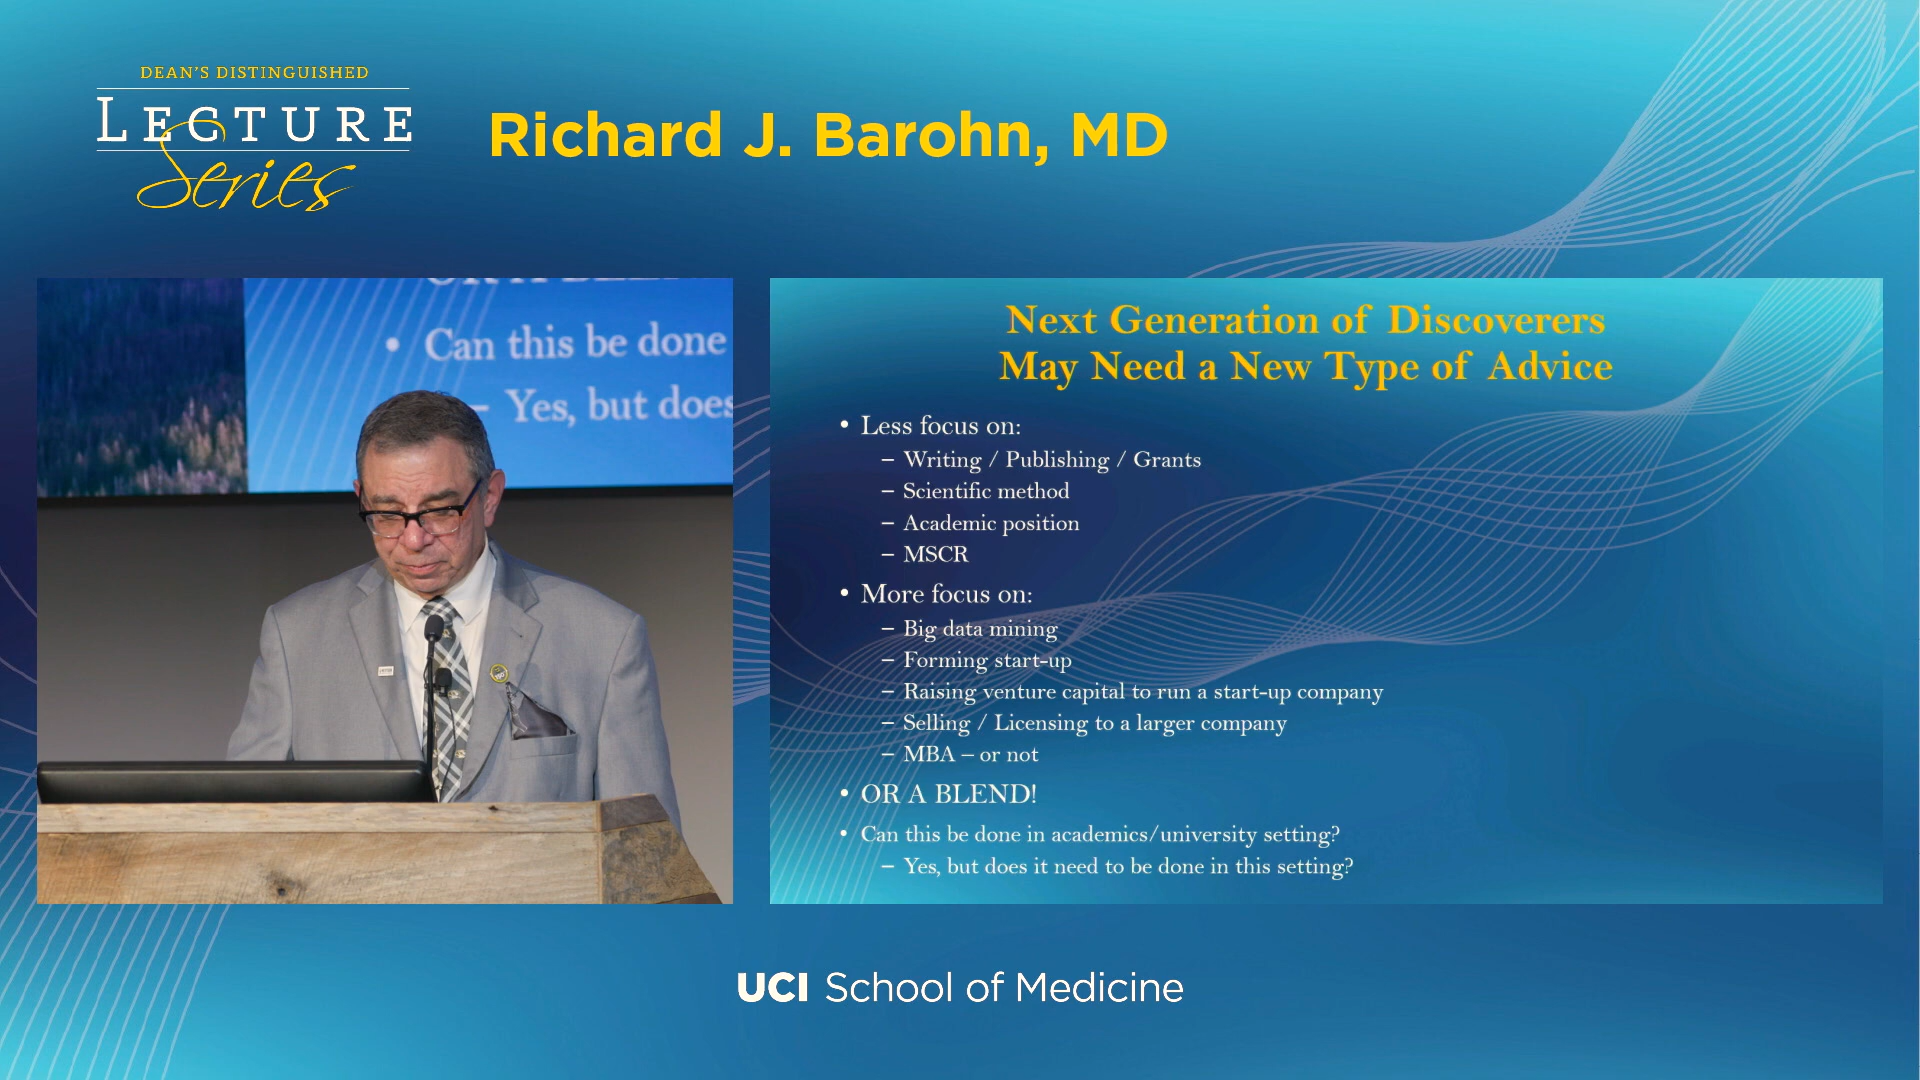 DEAN'S DISTINGUISHED
LECTURE
Series
Richard J. Barohn, MD
• Can this be done
– Yes, but does
Next Generation of Discoverers
May Need a New Type of Advice
• Less focus on:
– Writing / Publishing / Grants
– Scientific method
– Academic position
– MSCR
• More focus on:
– Big data mining
– Forming start-up
– Raising venture capital to run a start-up company
– Selling / Licensing to a larger company
– MBA – or not
• OR A BLEND!
• Can this be done in academics/university setting?
– Yes, but does it need to be done in this setting?
UCI School of Medicine